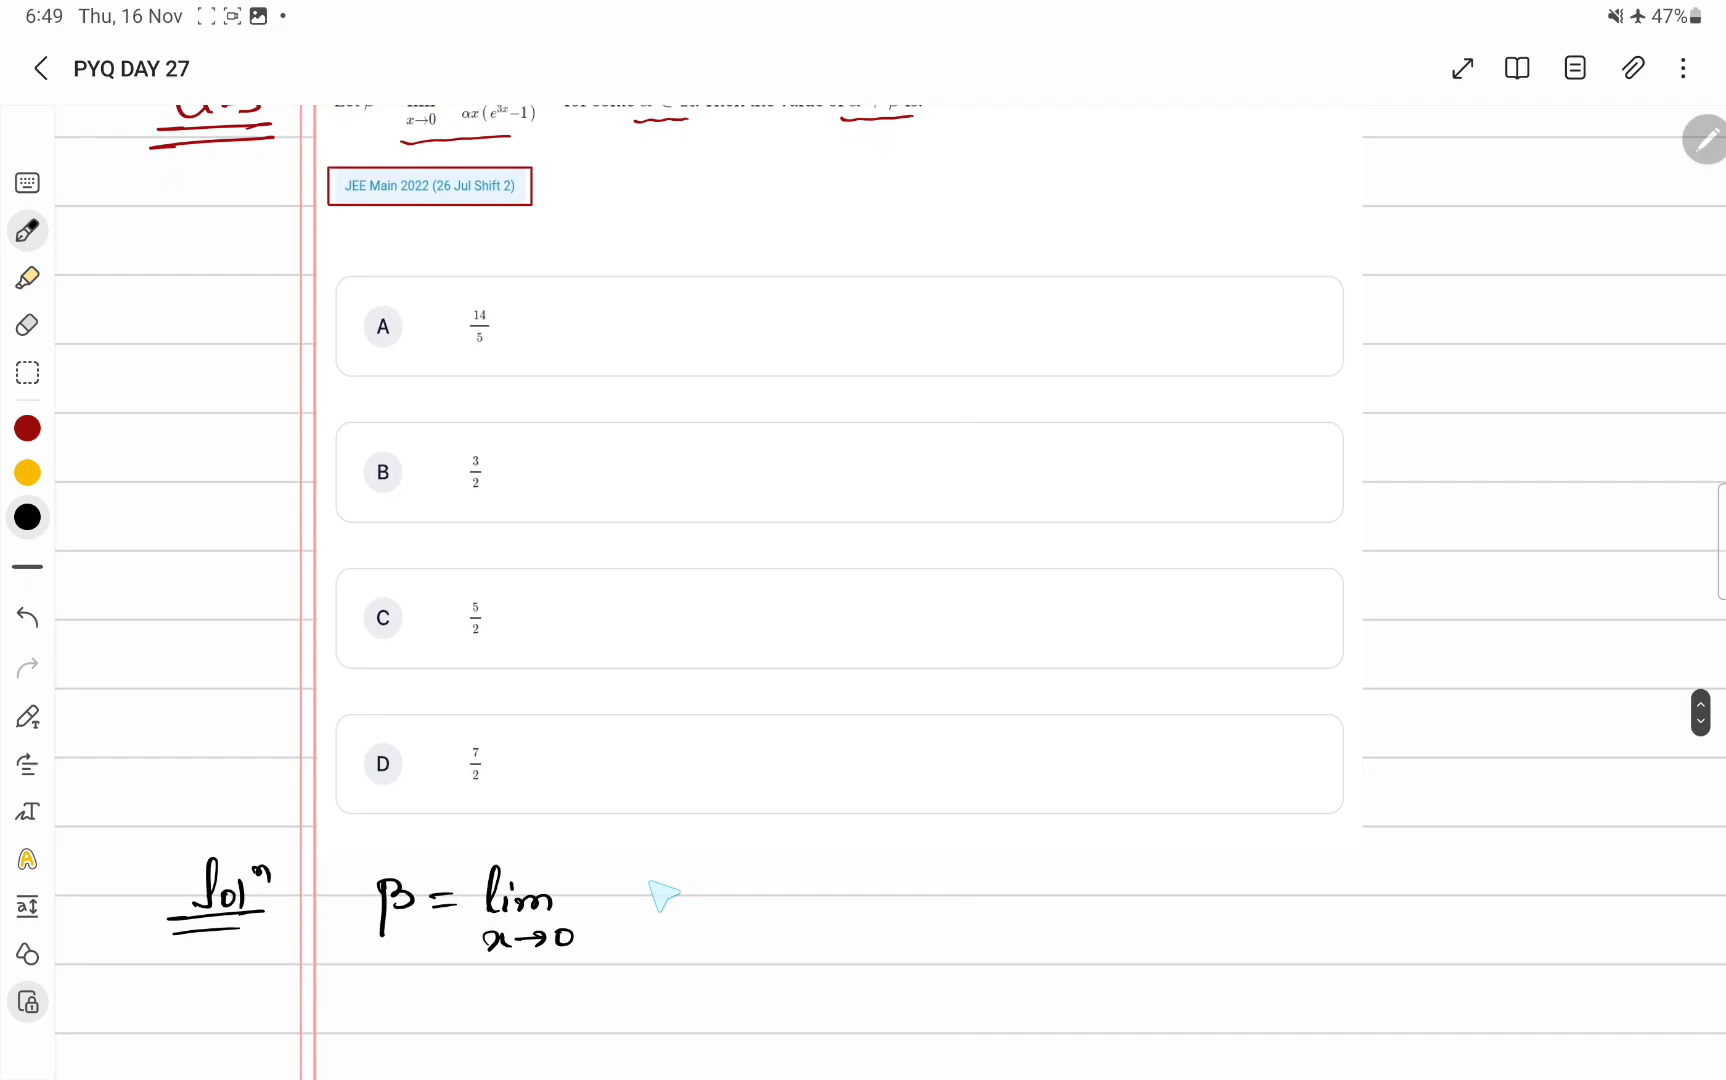 6:49 Thu, 16 Nov 47%
PYQ DAY 27
x→0 αx(e^{3x}−1)
JEE Main 2022 (26 Jul Shift 2)
A 14/5
B 3/2
C 5/2
D 7/2
Solⁿ β = lim
x→0